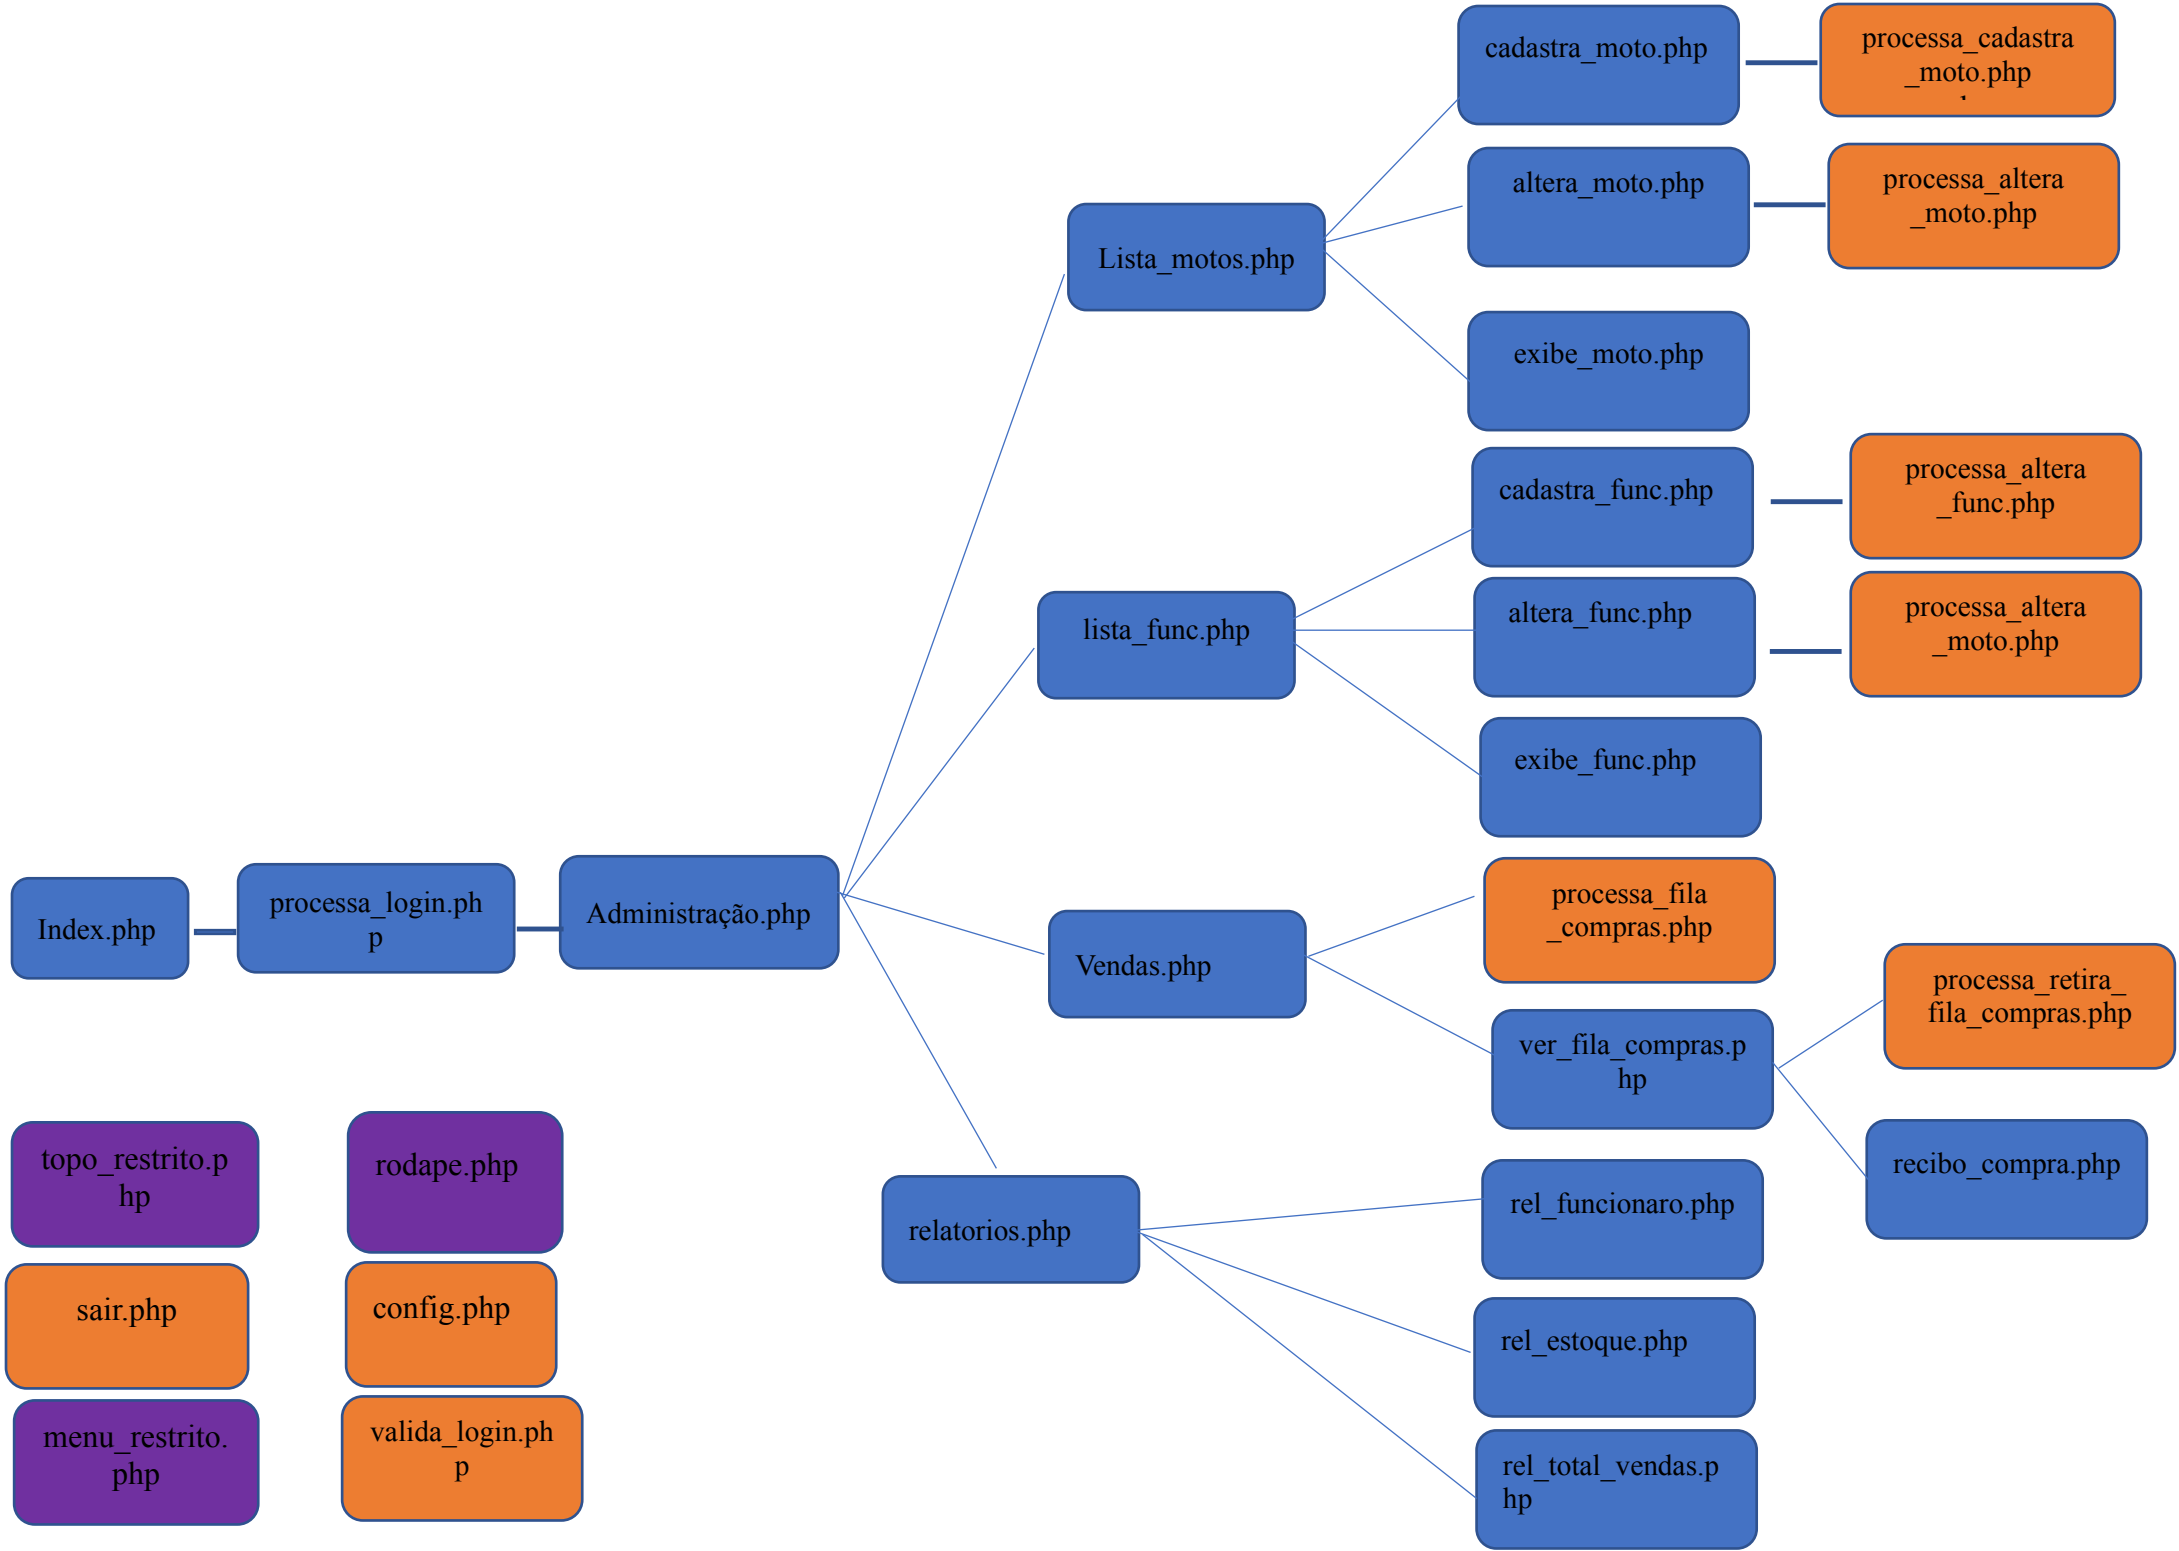 cadastra_moto.php
processa_cadastra
_moto.php
altera_moto.php
processa_altera
_moto.php
Lista_motos.php
exibe_moto.php
cadastra_func.php
processa_altera
_func.php
lista_func.php
altera_func.php
processa_altera
_moto.php
exibe_func.php
Index.php
processa_login.ph
p
Administração.php
Vendas.php
processa_fila
_compras.php
ver_fila_compras.p
hp
processa_retira_
fila_compras.php
recibo_compra.php
relatorios.php
rel_funcionaro.php
rel_estoque.php
rel_total_vendas.p
hp
topo_restrito.p
hp
rodape.php
sair.php
config.php
menu_restrito.
php
valida_login.ph
p